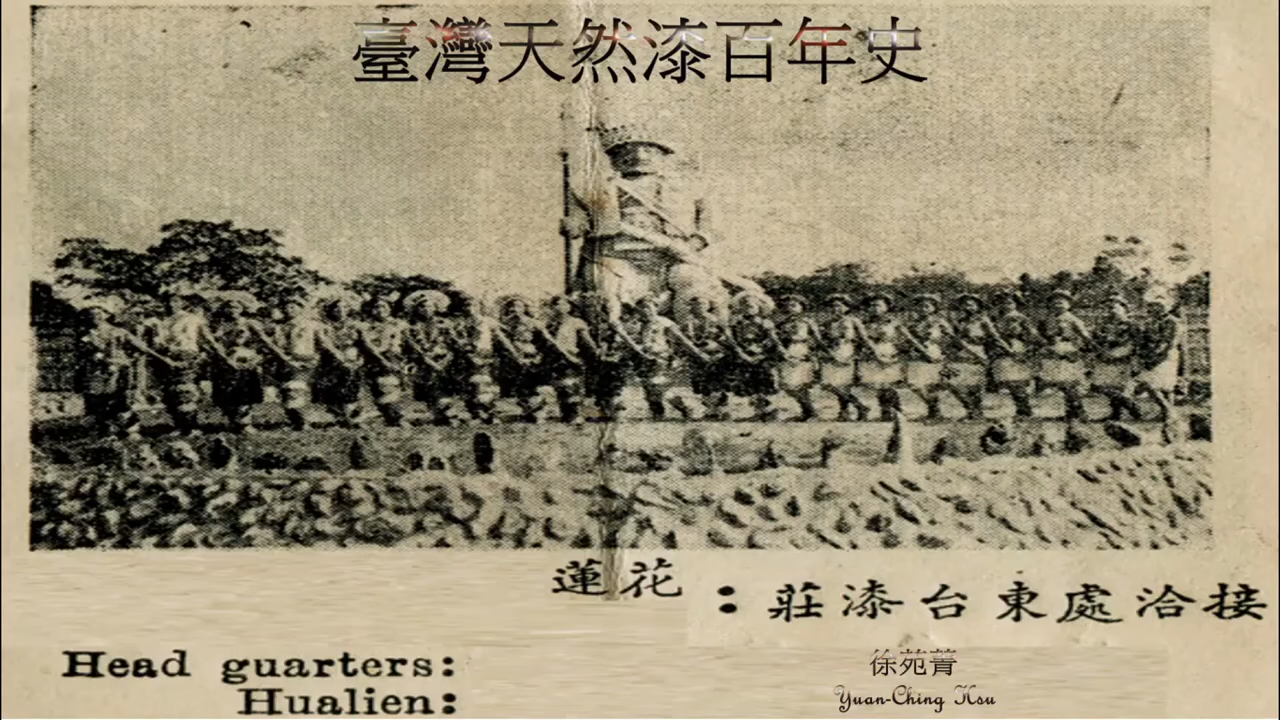 臺灣天然漆百年史
蓮花
：莊漆台東處洽接
Head guarters:
Hualien:
徐苑菁
Yuan-Ching Hsu